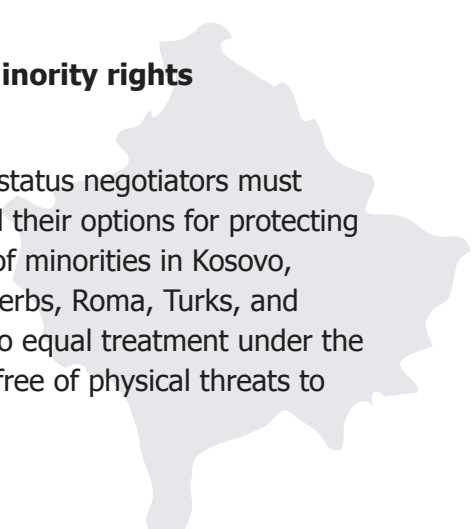 inority rights
status negotiators must
their options for protecting
of minorities in Kosovo,
erbs, Roma, Turks, and
o equal treatment under the
free of physical threats to